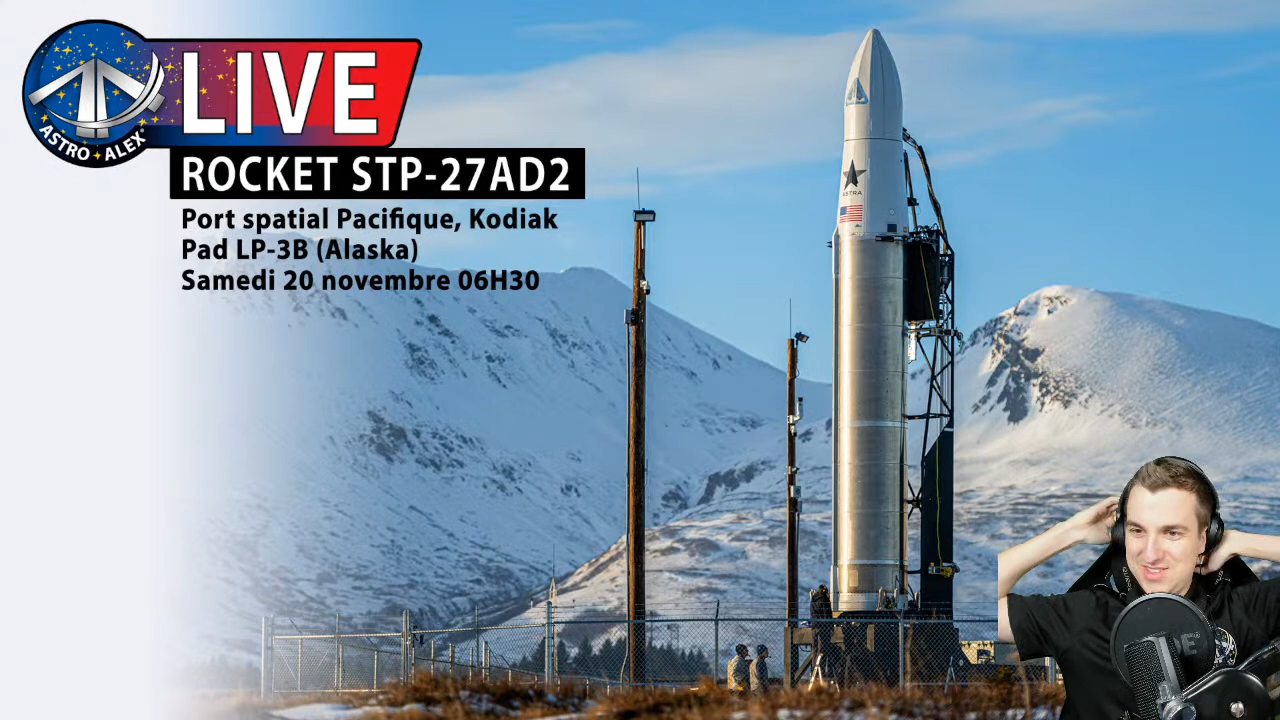 LIVE
ASTRO ALEX
ROCKET STP-27AD2
Port spatial Pacifique, Kodiak
Pad LP-3B (Alaska)
Samedi 20 novembre 06H30
ASTRA